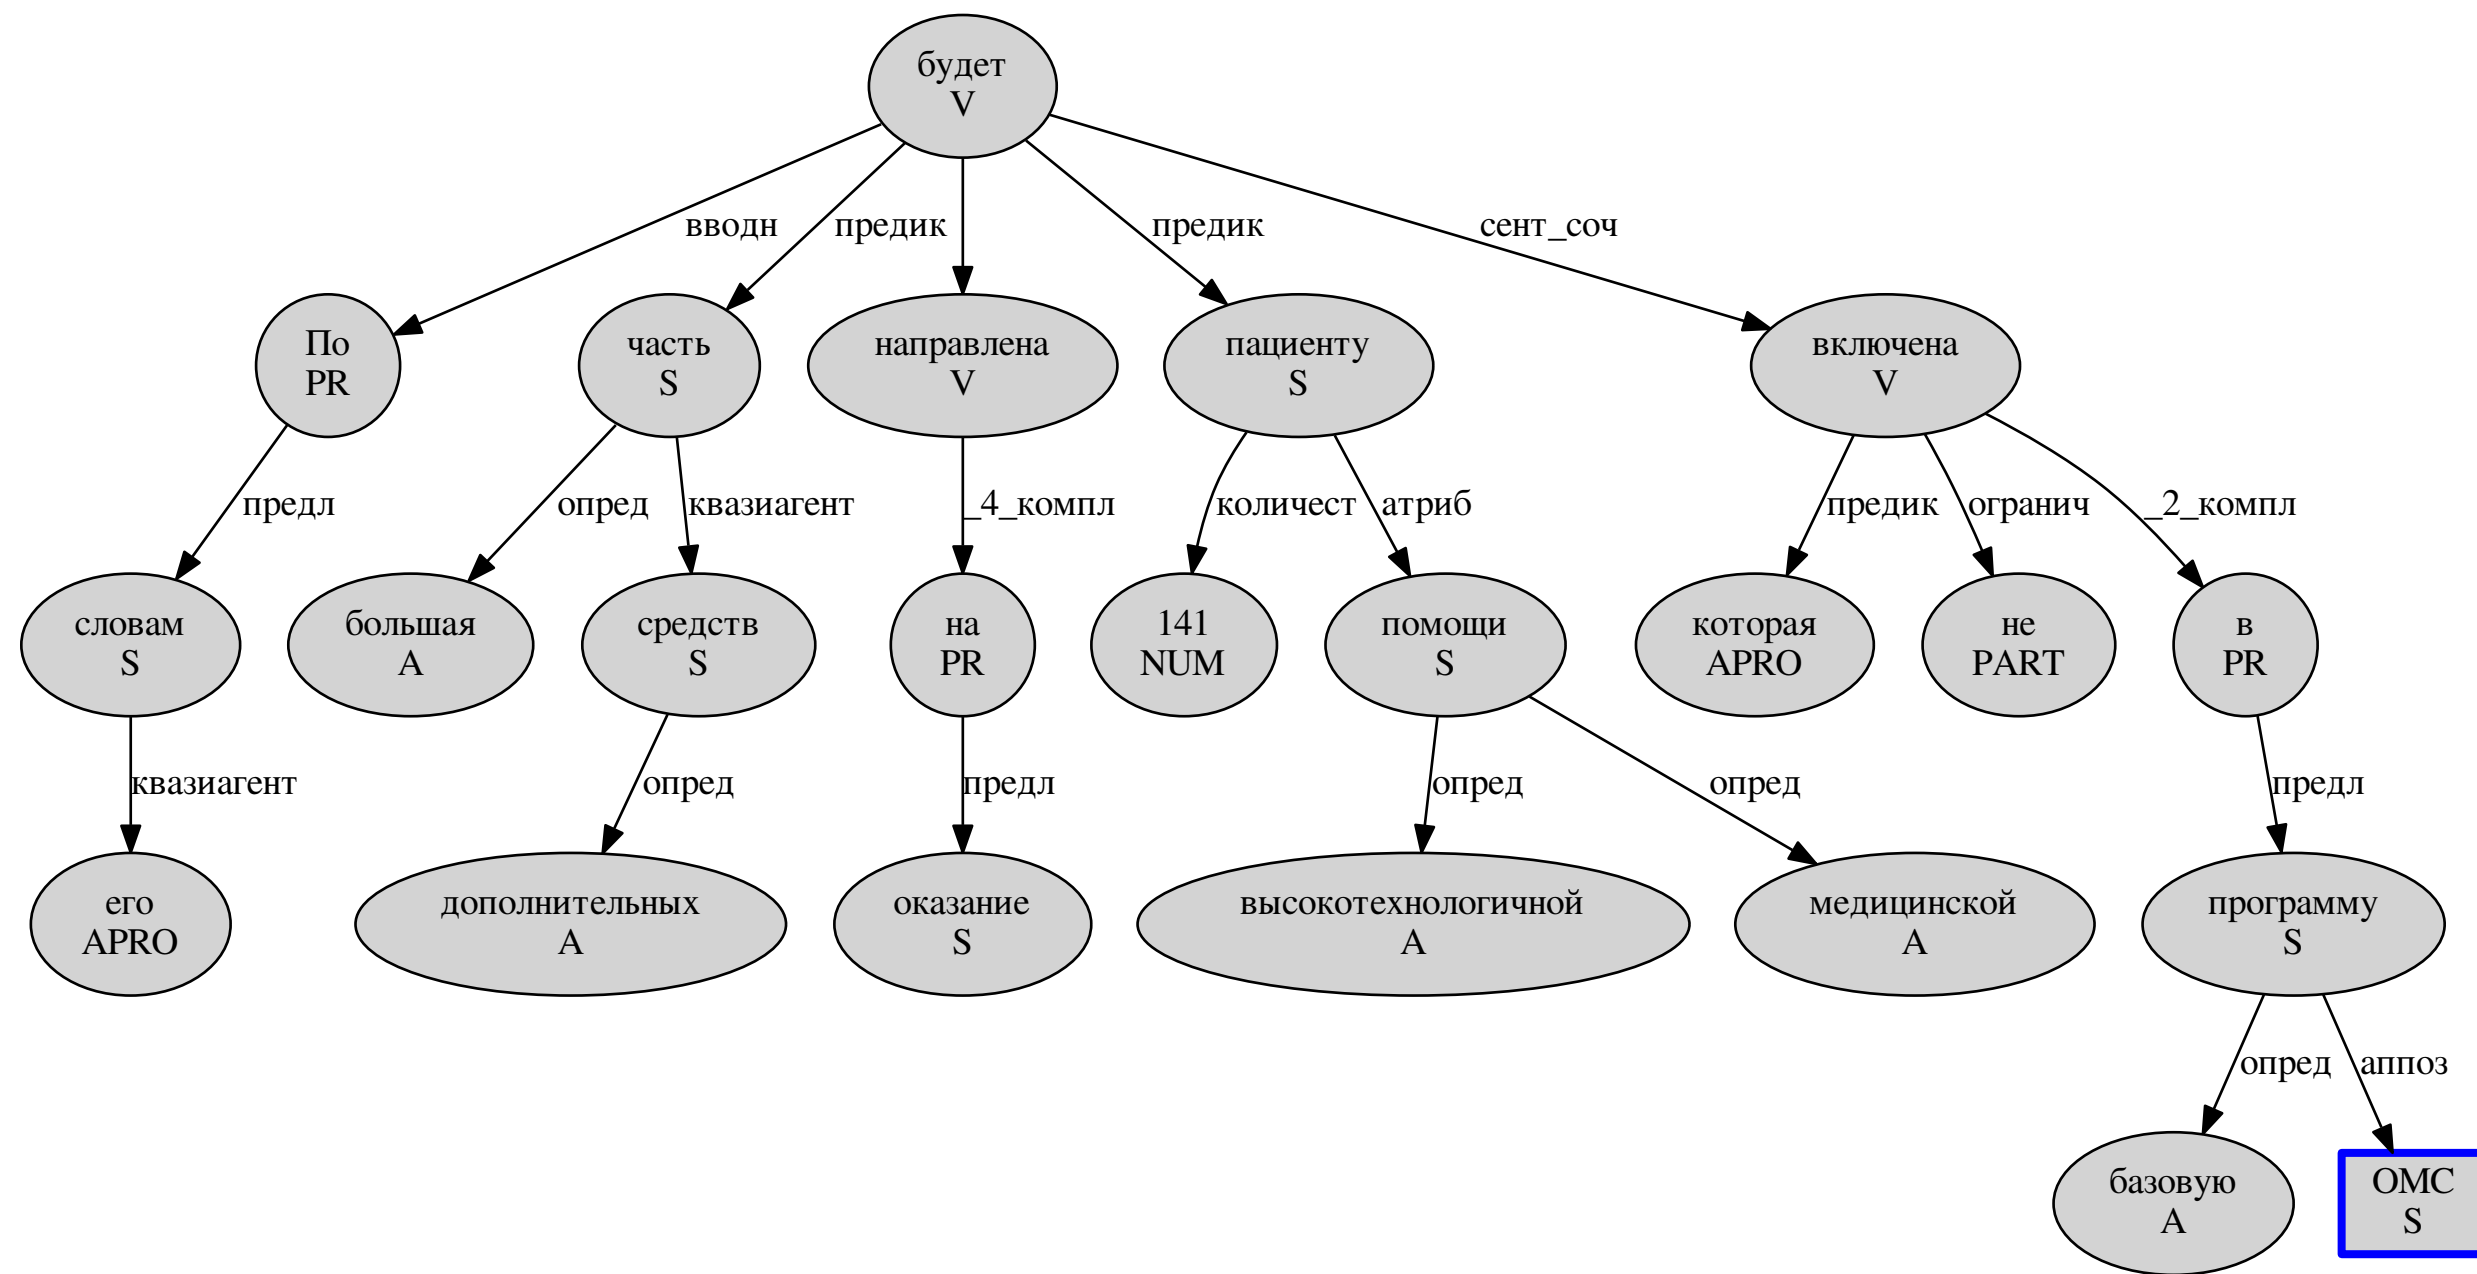 будет
V
вводн
предик
предик
сент_соч
По
PR
часть
S
направлена
V
пациенту
S
включена
V
предл
опред
квазиагент
_4_компл
количест
атриб
предик
огранич
_2_компл
словам
S
большая
A
средств
S
на
PR
141
NUM
помощи
S
которая
APRO
не
PART
в
PR
квазиагент
опред
предл
опред
опред
предл
его
APRO
дополнительных
A
оказание
S
высокотехнологичной
A
медицинской
A
программу
S
опред
аппоз
базовую
A
ОМС
S